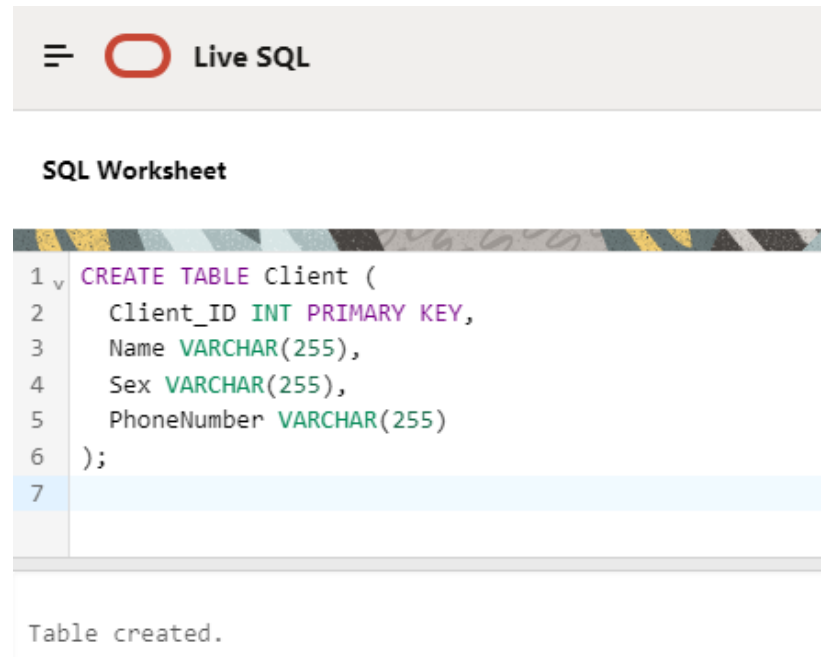 Live SQL
SQL Worksheet
1 CREATE TABLE Client (
2 Client_ID INT PRIMARY KEY,
3 Name VARCHAR(255),
4 Sex VARCHAR(255),
5 PhoneNumber VARCHAR(255)
6 );
7
Table created.